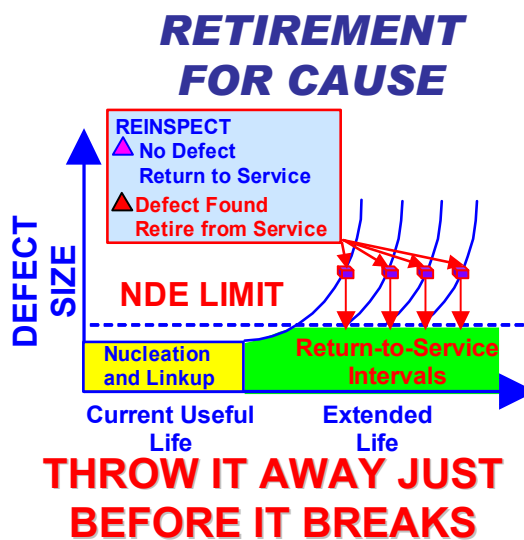 RETIREMENT
FOR CAUSE
REINSPECT
No Defect
Return to Service
Defect Found
Retire from Service
DEFECT
SIZE
NDE LIMIT
Nucleation
and Linkup
Return-to-Service
Intervals
Current Useful
Life
Extended
Life
THROW IT AWAY JUST
BEFORE IT BREAKS